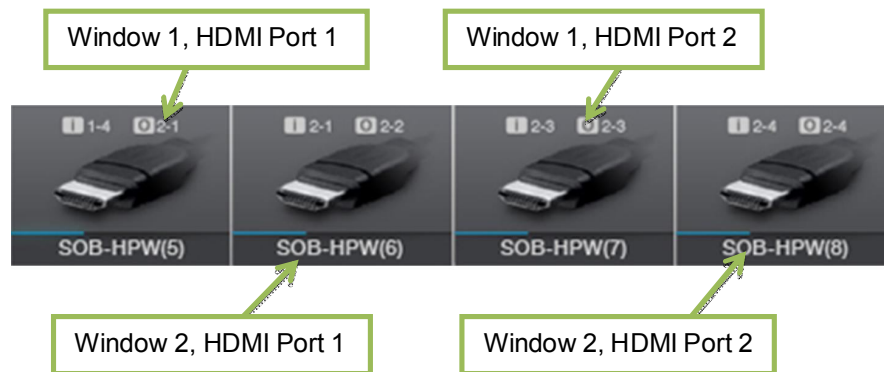 Window 1, HDMI Port 1
Window 1, HDMI Port 2
I 1-4 O 2-1
I 2-1 O 2-2
I 2-3 O 2-3
I 2-4 O 2-4
SOB-HPW(5)
SOB-HPW(6)
SOB-HPW(7)
SOB-HPW(8)
Window 2, HDMI Port 1
Window 2, HDMI Port 2